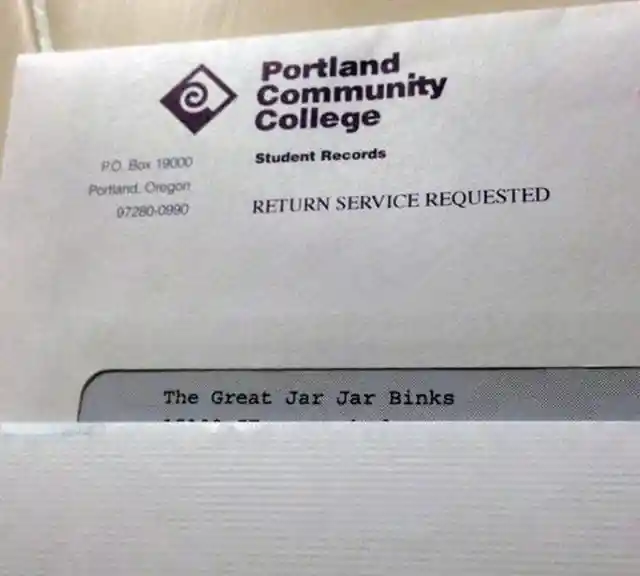 Portland
Community
College
Student Records
P.O. Box 19000
Portland, Oregon
97280-0990
RETURN SERVICE REQUESTED
The Great Jar Jar Binks